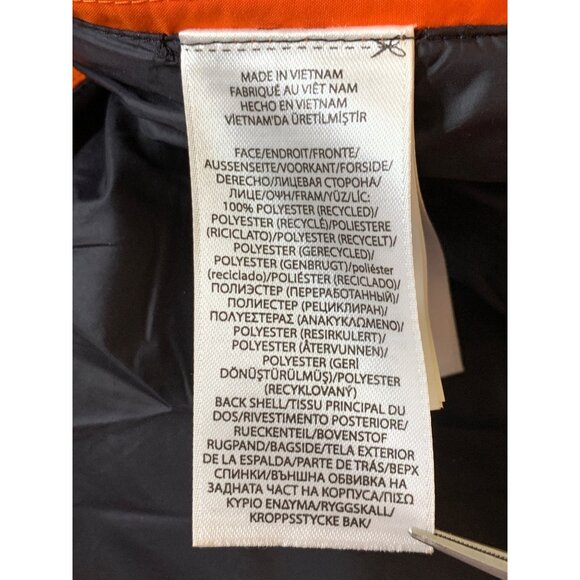 MADE IN VIETNAM
FABRIQUÉ AU VIÊT NAM
HECHO EN VIETNAM
VIETNAM'DA ÜRETİLMİŞTİR
FACE/ENDROIT/FRONTE/
AUSSENSEITE/VOORKANT/FORSIDE/
DERECHO/ЛИЦЕВАЯ СТОРОНА/
ЛИЦЕ/ΟΨΗ/FRAM/YÜZ/LÍC:
100% POLYESTER (RECYCLED)/
POLYESTER (RECYCLÉ)/POLIESTERE
(RICICLATO)/POLYESTER (RECYCELT)/
POLYESTER (GERECYCLED)/
POLYESTER (GENBRUGT)/poliéster
(reciclado)/POLIÉSTER (RECICLADO)/
ПОЛИЭСТЕР (ПЕРЕРАБОТАННЫЙ)/
ПОЛИЕСТЕР (РЕЦИКЛИРАН)/
ΠΟΛΥΕΣΤΕΡΑΣ (ΑΝΑΚΥΚΛΩΜΕΝΟ)/
POLYESTER (RESIRKULERT)/
POLYESTER (ÅTERVUNNEN)/
POLYESTER (GERİ
DÖNÜŞTÜRÜLMÜŞ)/POLYESTER
(RECYKLOVANÝ)
BACK SHELL/TISSU PRINCIPAL DU
DOS/RIVESTIMENTO POSTERIORE/
RUECKENTEIL/BOVENSTOF
RUGPAND/BAGSIDE/TELA EXTERIOR
DE LA ESPALDA/PARTE DE TRÁS/ВЕРХ
СПИНКИ/ВЪНШНА ОБВИВКА НА
ЗАДНАТА ЧАСТ НА КОРПУСА/ΠΙΣΩ
ΚΥΡΙΟ ΕΝΔΥΜΑ/RYGGSKALL/
KROPPSSTYCKE BAK/